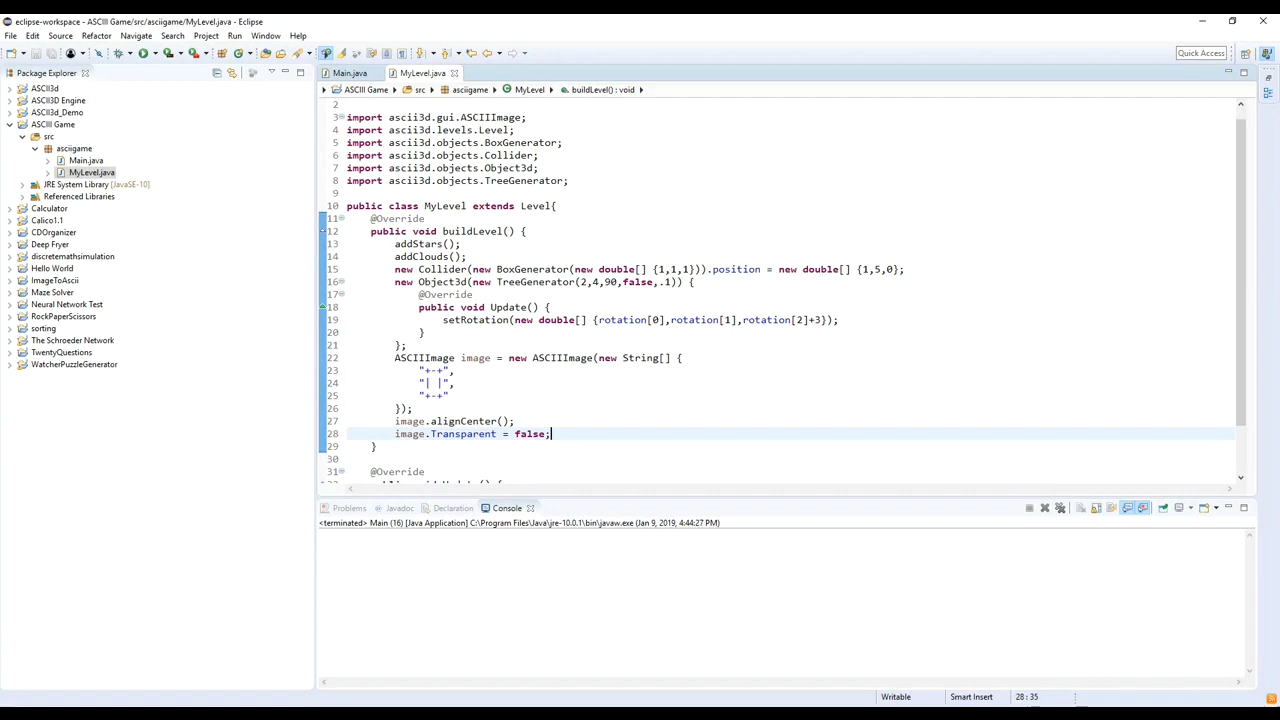 eclipse-workspace - ASCIII Game/src/asciigame/MyLevel.java - Eclipse
File Edit Source Refactor Navigate Search Project Run Window Help
Quick Access
Package Explorer
ASCII3d
ASCII3D Engine
ASCII3d_Demo
ASCIII Game
src
asciigame
Main.java
MyLevel.java
JRE System Library [JavaSE-10]
Referenced Libraries
Calculator
Calico1.1
CDOrganizer
Deep Fryer
discretemathsimulation
Hello World
ImageToAscii
Maze Solver
Neural Network Test
RockPaperScissors
sorting
The Schroeder Network
TwentyQuestions
WatcherPuzzleGenerator
Main.java MyLevel.java
ASCIII Game src asciigame MyLevel buildLevel() : void
2
3 import ascii3d.gui.ASCIIImage;
4 import ascii3d.levels.Level;
5 import ascii3d.objects.BoxGenerator;
6 import ascii3d.objects.Collider;
7 import ascii3d.objects.Object3d;
8 import ascii3d.objects.TreeGenerator;
9
10 public class MyLevel extends Level{
11 @Override
12 public void buildLevel() {
13 addStars();
14 addClouds();
15 new Collider(new BoxGenerator(new double[] {1,1,1})).position = new double[] {1,5,0};
16 new Object3d(new TreeGenerator(2,4,90,false,.1)) {
17 @Override
18 public void Update() {
19 setRotation(new double[] {rotation[0],rotation[1],rotation[2]+3});
20 }
21 };
22 ASCIIImage image = new ASCIIImage(new String[] {
23 "+-+",
24 "| |",
25 "+-+"
26 });
27 image.alignCenter();
28 image.Transparent = false;
29 }
30
31 @Override
Problems Javadoc Declaration Console
<terminated> Main (16) [Java Application] C:\Program Files\Java\jre-10.0.1\bin\javaw.exe (Jan 9, 2019, 4:44:27 PM)
Writable Smart Insert 28 : 35